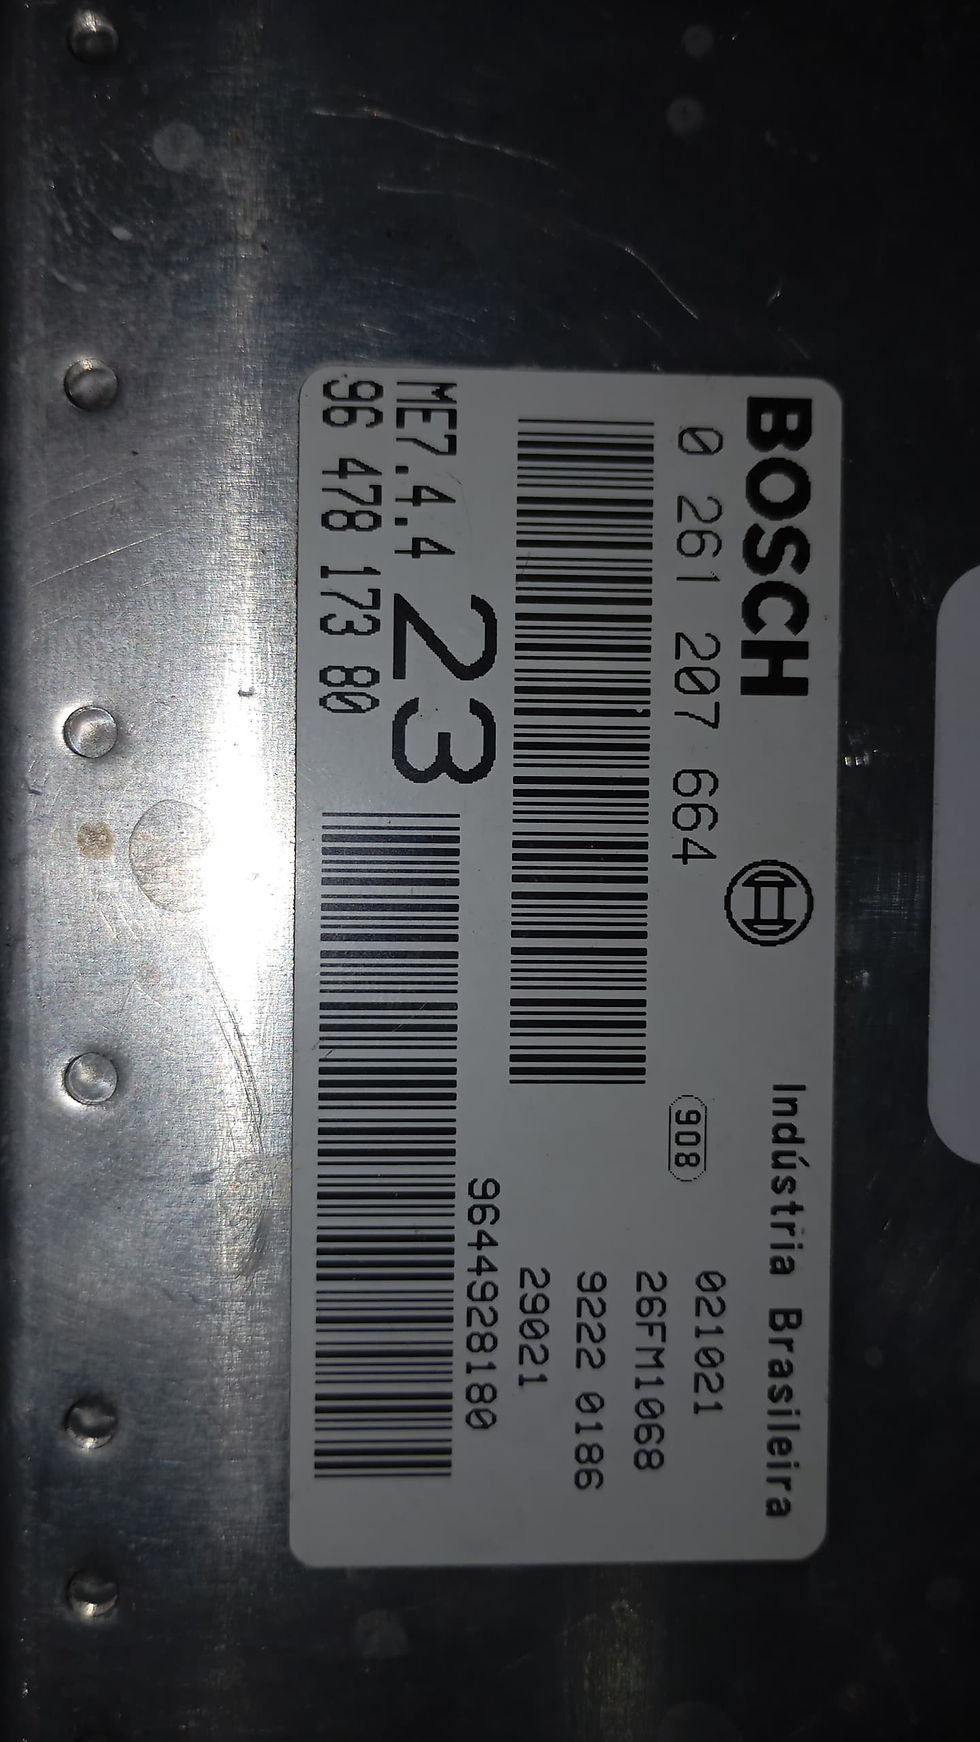 BOSCH
Indústria Brasileira
0 261 207 664
908
021021
26FM1068
9222 0186
29021
9644928180
ME7.4.4
23
96 478 173 80